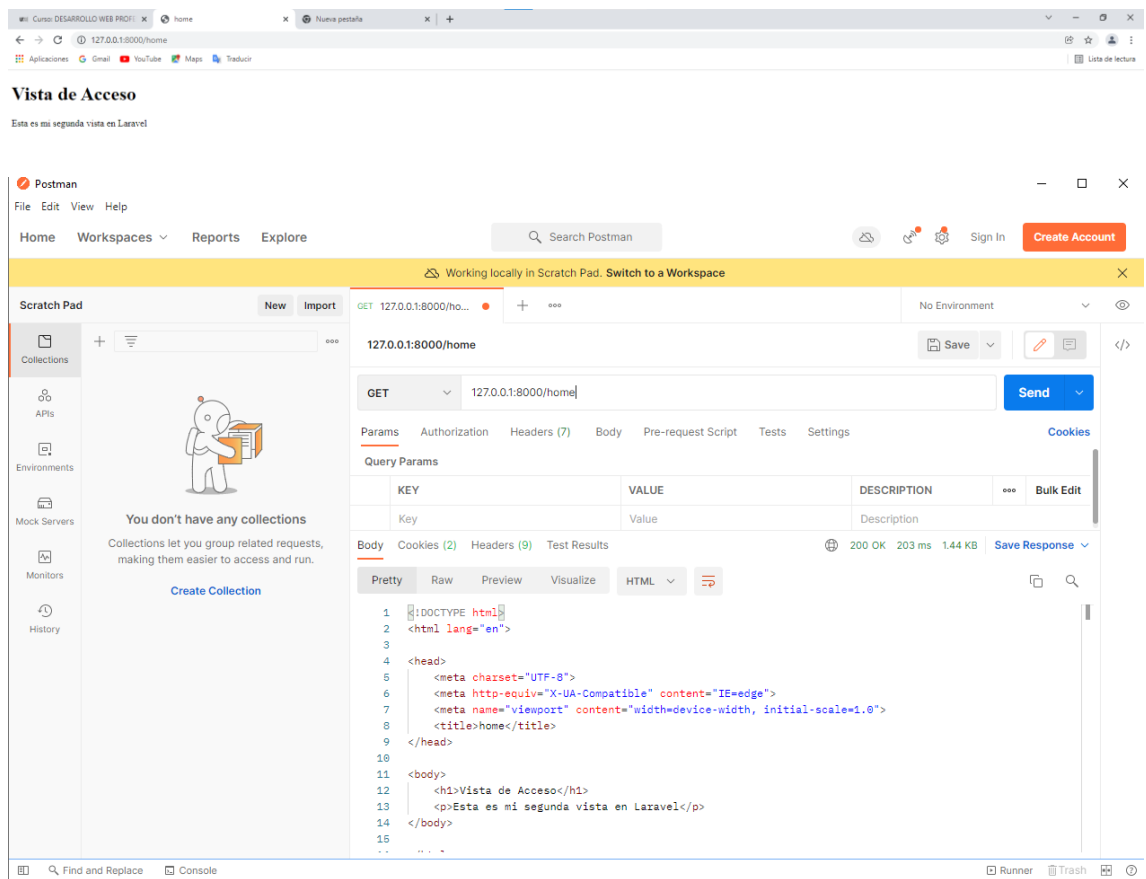 Curso: DESARROLLO WEB PROFE home Nueva pestaña
127.0.0.1:8000/home
Aplicaciones Gmail YouTube Maps Traducir Lista de lectura
Vista de Acceso
Esta es mi segunda vista en Laravel
Postman
File Edit View Help
Home Workspaces Reports Explore Search Postman Sign In Create Account
Working locally in Scratch Pad. Switch to a Workspace
Scratch Pad New Import GET 127.0.0.1:8000/ho... No Environment
Collections
127.0.0.1:8000/home Save
APIs
GET 127.0.0.1:8000/home Send
Params Authorization Headers (7) Body Pre-request Script Tests Settings Cookies
Environments
Query Params
KEY VALUE DESCRIPTION Bulk Edit
Key Value Description
Mock Servers
You don't have any collections
Collections let you group related requests,
making them easier to access and run.
Create Collection
Monitors
History
Body Cookies (2) Headers (9) Test Results 200 OK 203 ms 1.44 KB Save Response
Pretty Raw Preview Visualize HTML
1 <!DOCTYPE html>
2 <html lang="en">
3
4 <head>
5 <meta charset="UTF-8">
6 <meta http-equiv="X-UA-Compatible" content="IE=edge">
7 <meta name="viewport" content="width=device-width, initial-scale=1.0">
8 <title>home</title>
9 </head>
10
11 <body>
12 <h1>Vista de Acceso</h1>
13 <p>Esta es mi segunda vista en Laravel</p>
14 </body>
15
Find and Replace Console Runner Trash